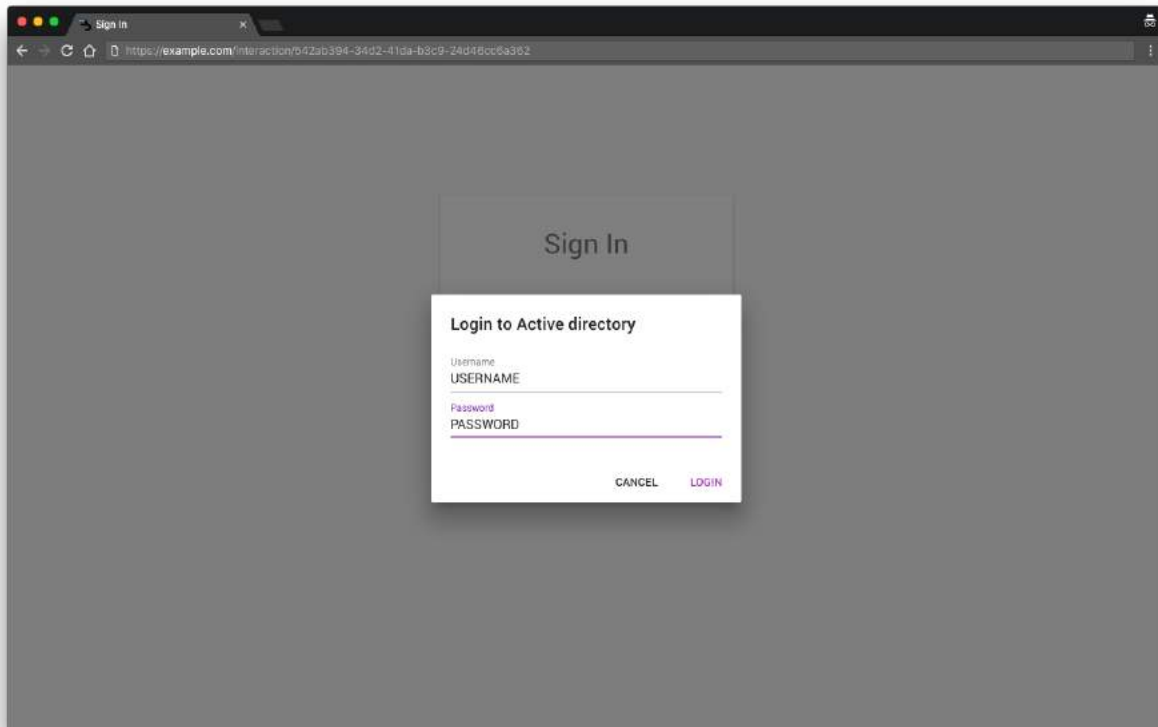 Sign In
https://example.com/interaction/542ab394-34d2-41da-b3c9-24d46cc6a362
Sign In
Login to Active directory
Username
USERNAME
Password
PASSWORD
CANCEL LOGIN